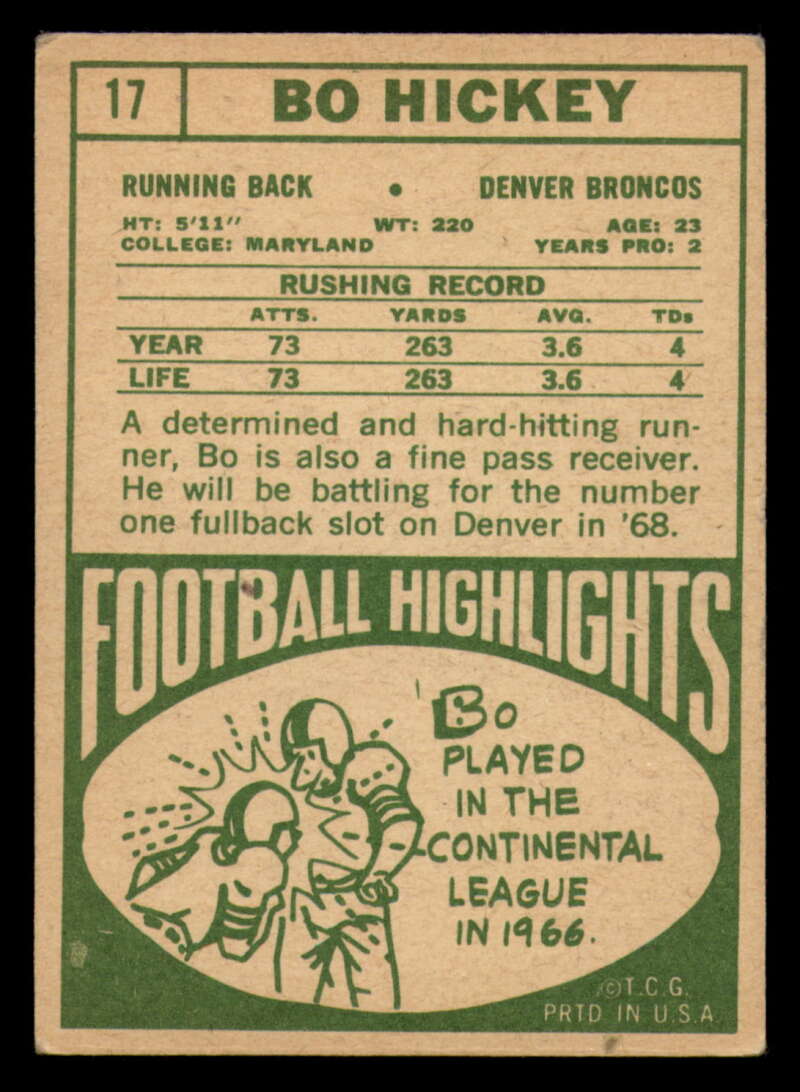 17 BO HICKEY
RUNNING BACK • DENVER BRONCOS
HT: 5'11" WT: 220 AGE: 23
COLLEGE: MARYLAND YEARS PRO: 2
RUSHING RECORD
ATTS. YARDS AVG. TDs
YEAR 73 263 3.6 4
LIFE 73 263 3.6 4
A determined and hard-hitting run-
ner, Bo is also a fine pass receiver.
He will be battling for the number
one fullback slot on Denver in '68.
FOOTBALL HIGHLIGHTS
BO
PLAYED
IN THE
CONTINENTAL
LEAGUE
IN 1966.
©T.C.G.
PRTD IN U.S.A